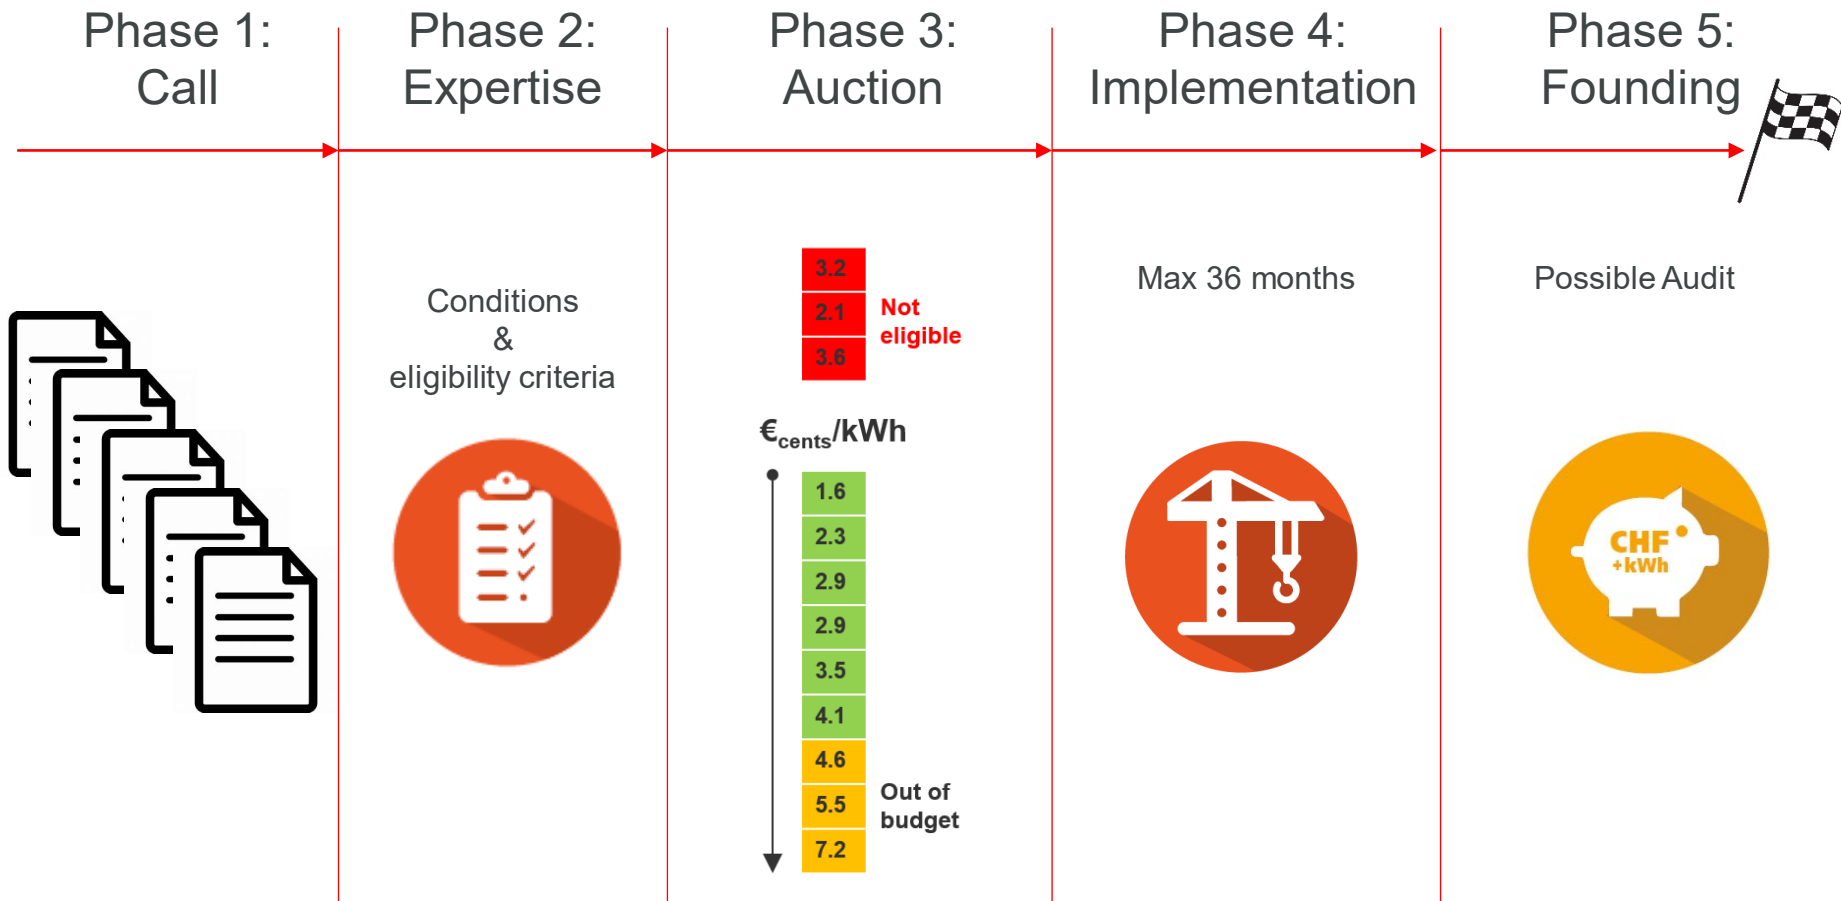 Phase 1:
Call
Phase 2:
Expertise
Phase 3:
Auction
Phase 4:
Implementation
Phase 5:
Founding
Conditions
&
eligibility criteria
3.2
2.1
3.6
Not
eligible
€cents/kWh
1.6
2.3
2.9
2.9
3.5
4.1
4.6
5.5
7.2
Out of
budget
Max 36 months
Possible Audit
CHF
+kWh